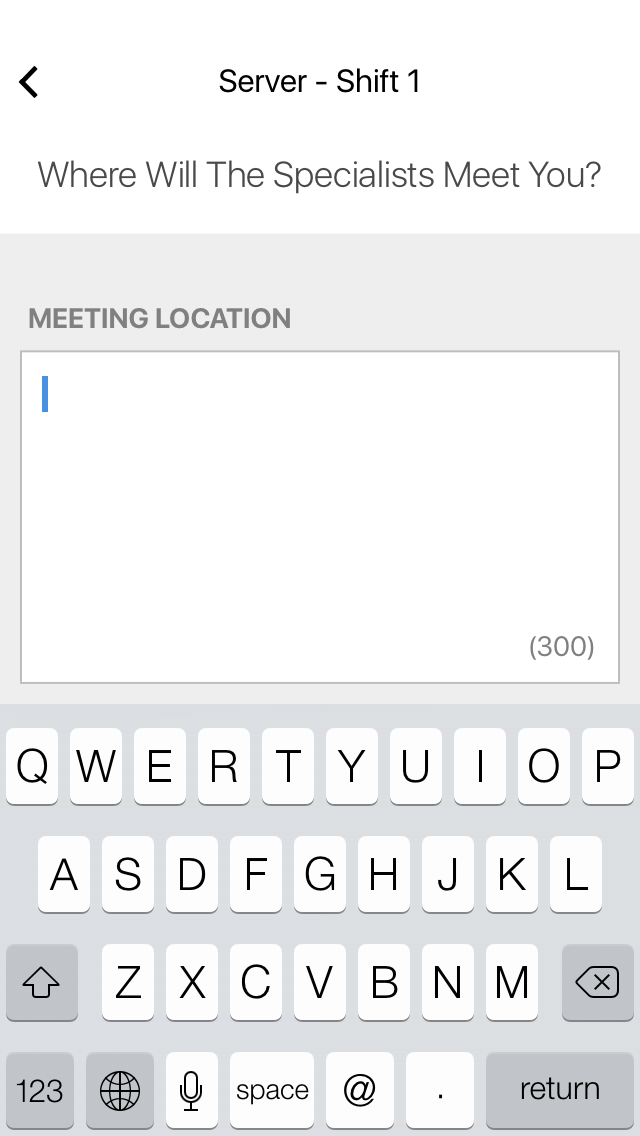 Server - Shift 1
Where Will The Specialists Meet You?
MEETING LOCATION
(300)
Q W E R T Y U I O P
A S D F G H J K L
Z X C V B N M
123 space @ . return